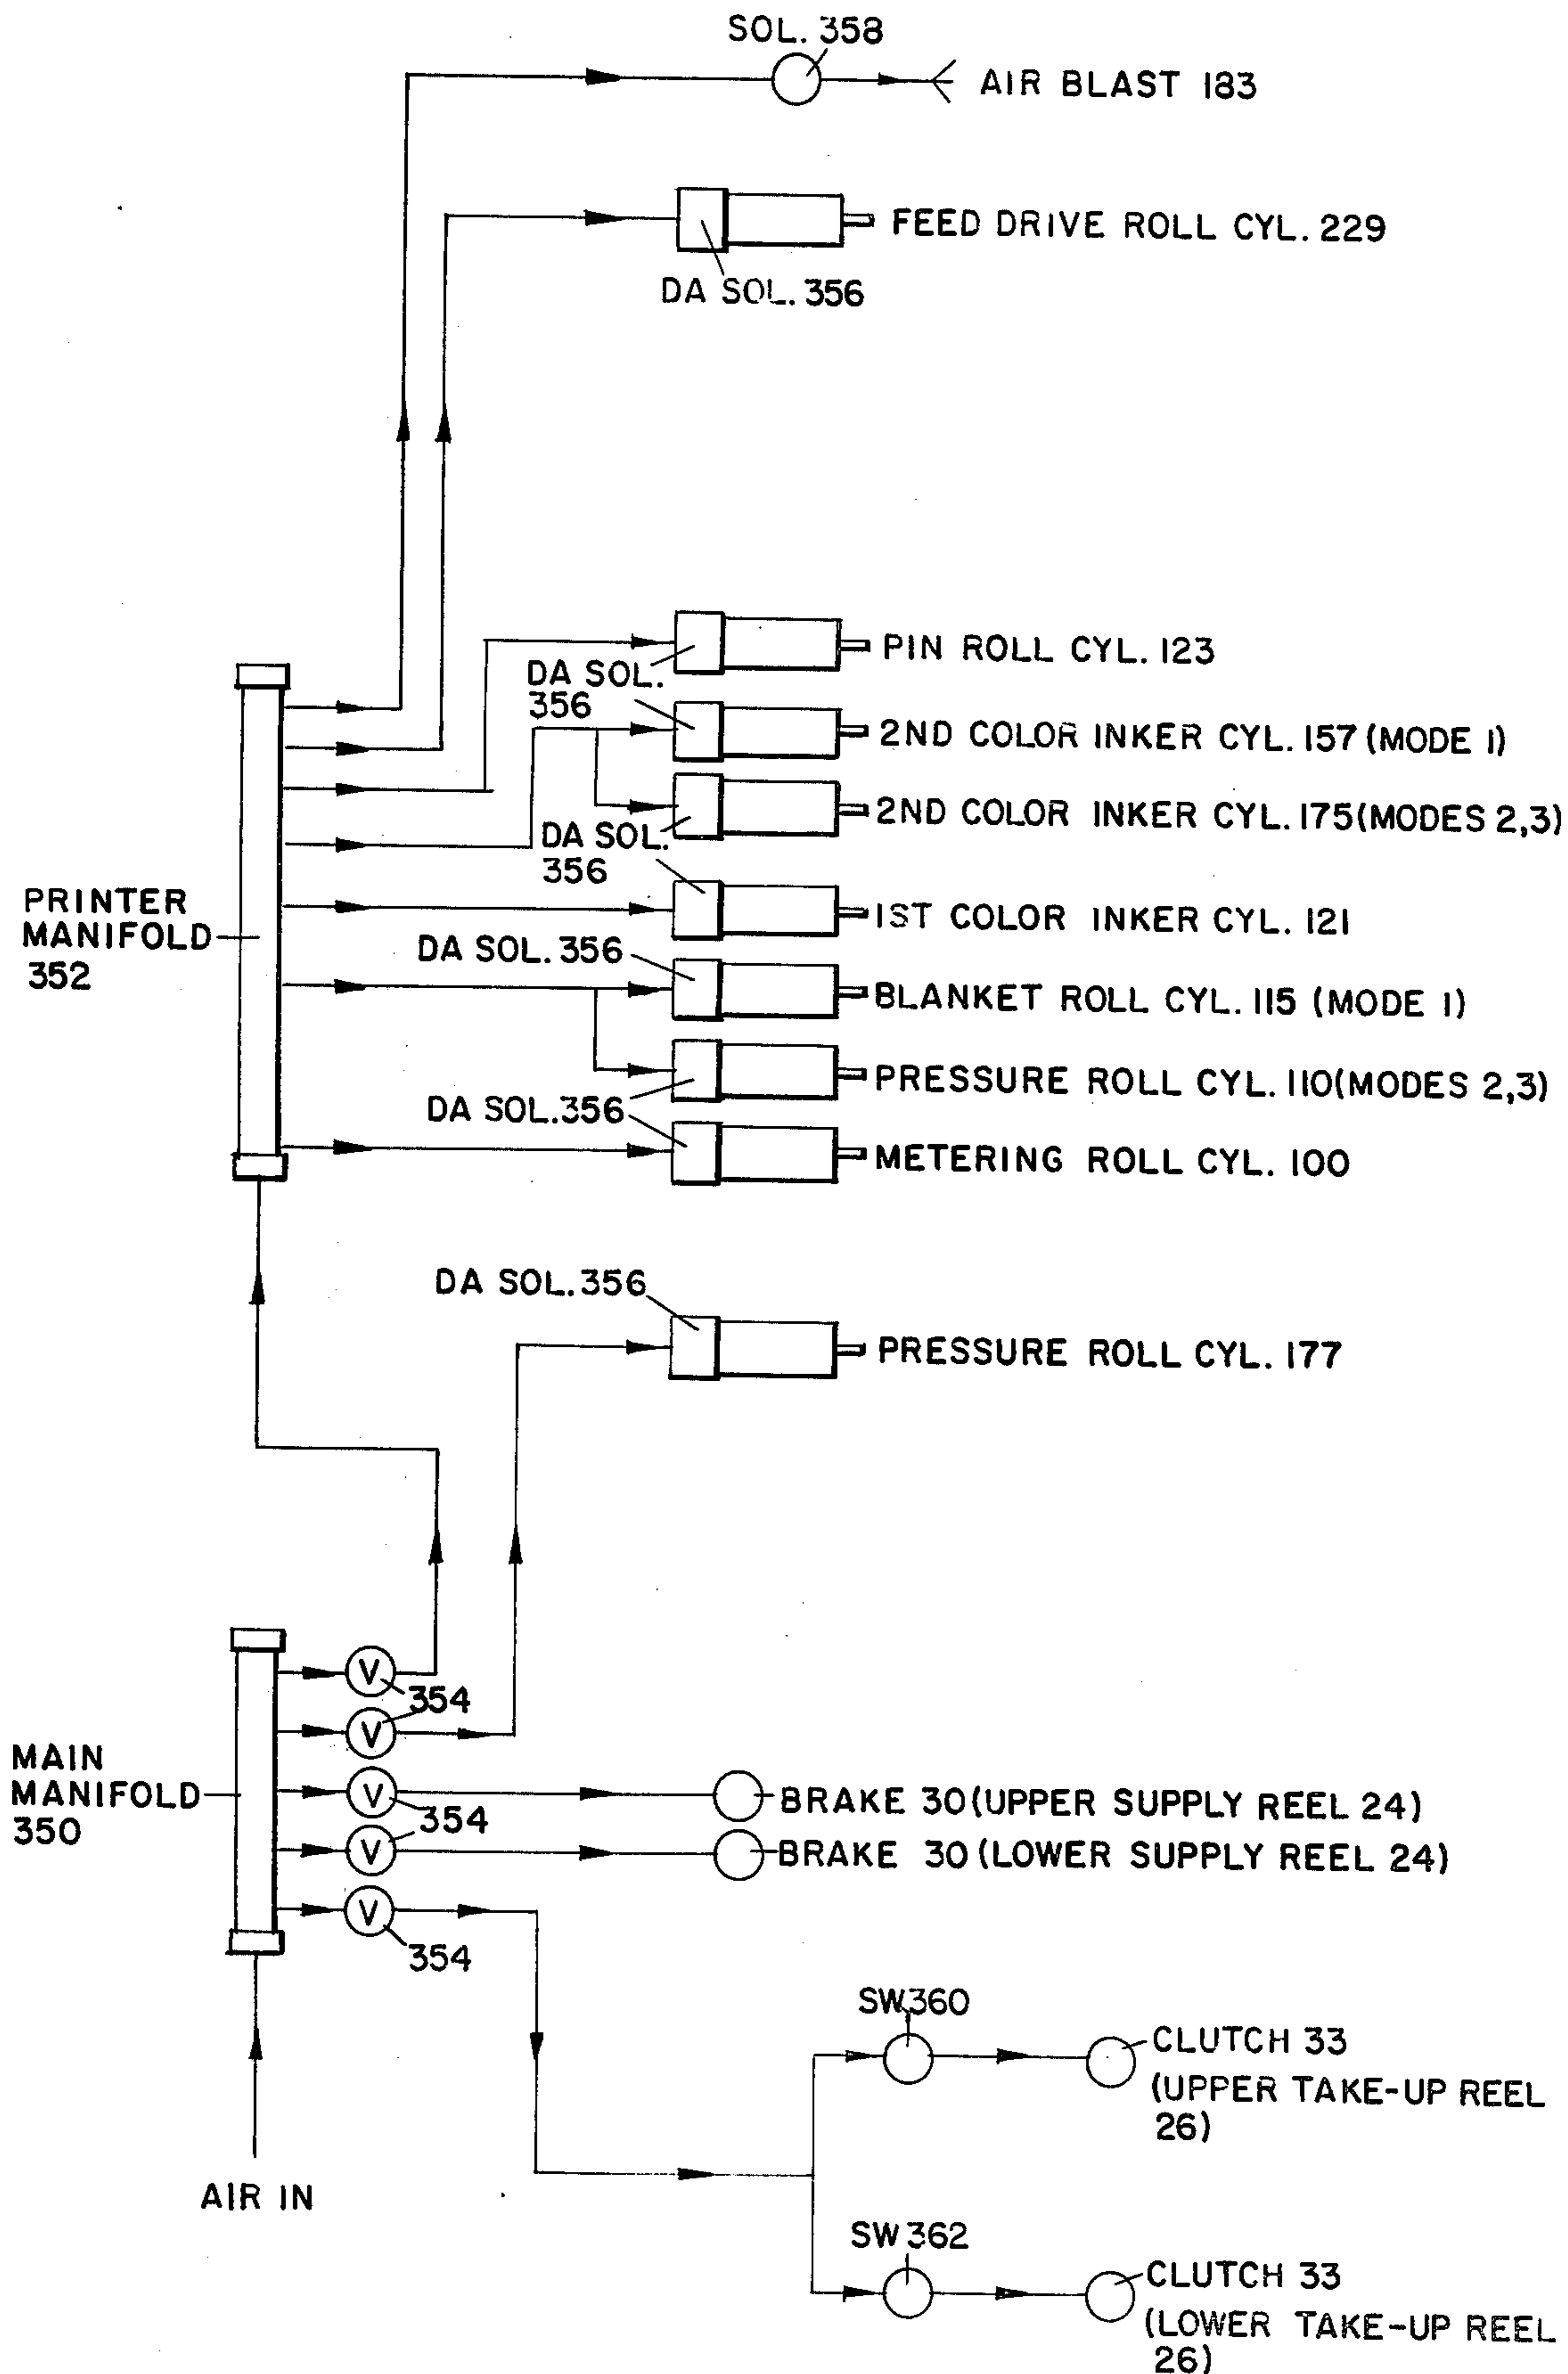 SOL. 358
AIR BLAST 183
FEED DRIVE ROLL CYL. 229
DA SOL. 356
PIN ROLL CYL. 123
DA SOL.
356
2ND COLOR INKER CYL. 157 (MODE 1)
2ND COLOR INKER CYL. 175(MODES 2,3)
DA SOL.
356
PRINTER
MANIFOLD
352
1ST COLOR INKER CYL. 121
DA SOL. 356
BLANKET ROLL CYL. 115 (MODE 1)
PRESSURE ROLL CYL. 110(MODES 2,3)
DA SOL.356
METERING ROLL CYL. 100
DA SOL.356
PRESSURE ROLL CYL. 177
V
354
V
MAIN
MANIFOLD
350
V
BRAKE 30(UPPER SUPPLY REEL 24)
354
V
BRAKE 30(LOWER SUPPLY REEL 24)
V
354
SW360
CLUTCH 33
(UPPER TAKE-UP REEL
26)
AIR IN
SW362
CLUTCH 33
(LOWER TAKE-UP REEL
26)